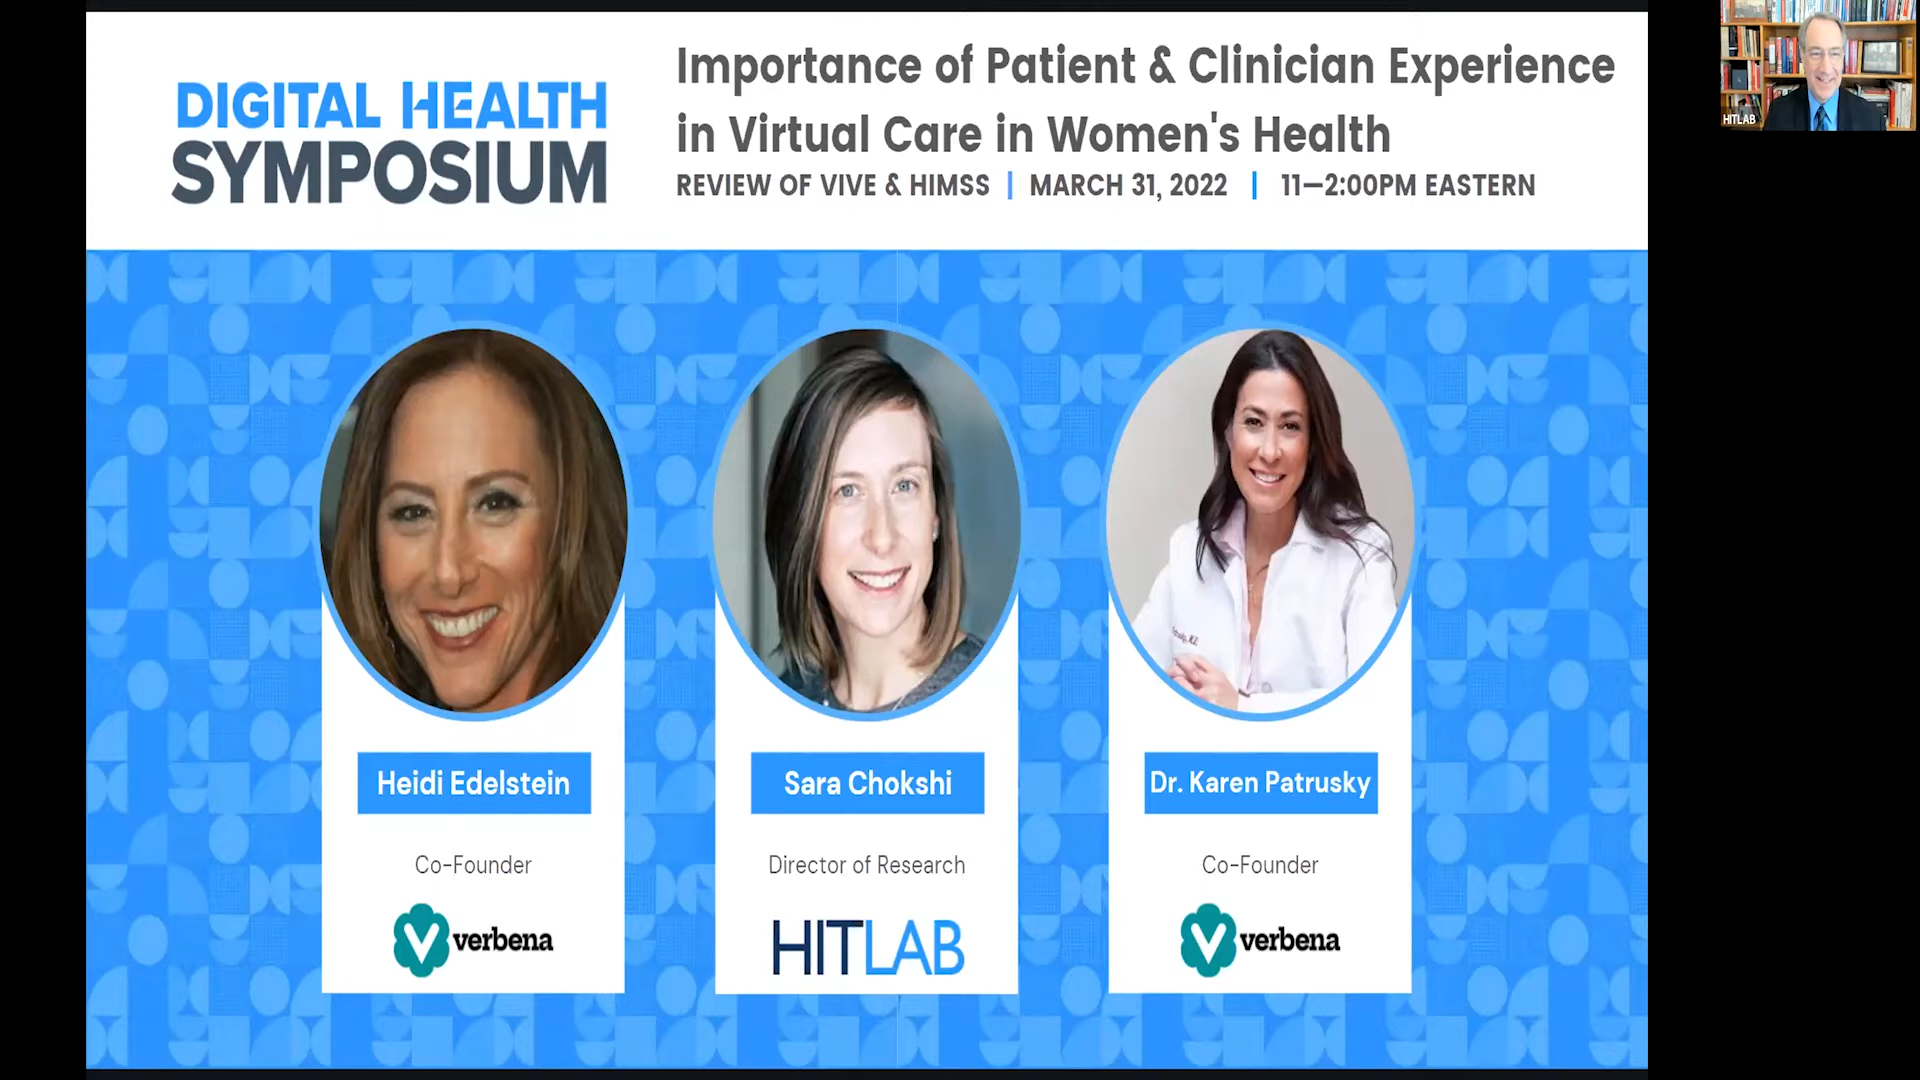 DIGITAL HEALTH
SYMPOSIUM
Importance of Patient & Clinician Experience
in Virtual Care in Women's Health
REVIEW OF VIVE & HIMSS | MARCH 31, 2022 | 11—2:00PM EASTERN
HITLAB
Heidi Edelstein
Co-Founder
verbena
Sara Chokshi
Director of Research
HITLAB
Dr. Karen Patrusky
Co-Founder
verbena